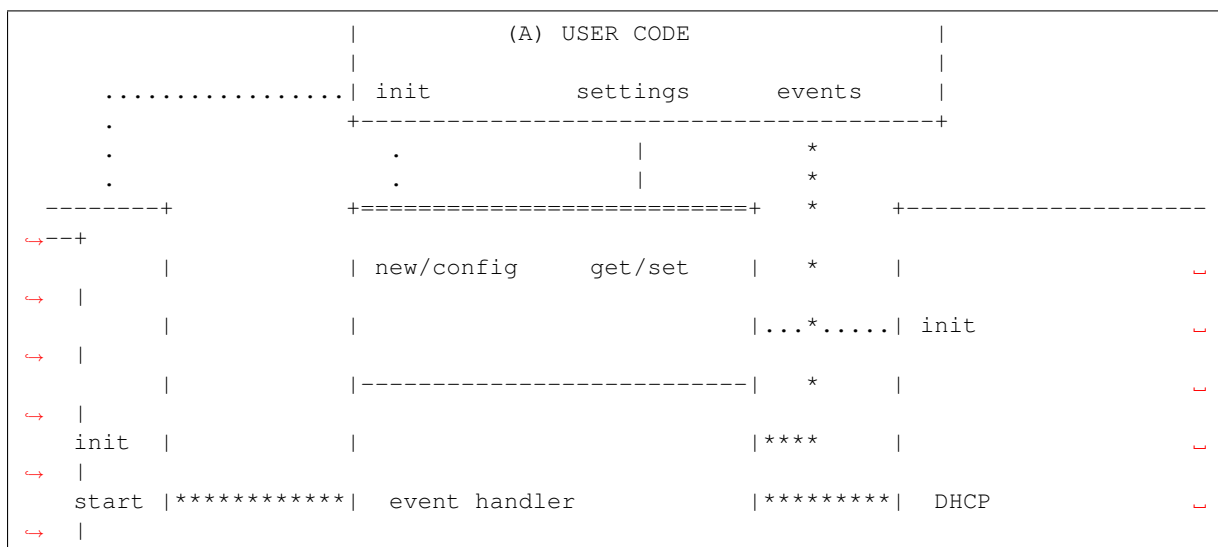 |          (A) USER CODE                 |
|                                        |
.................| init          settings      events     |
.                +----------------------------------------+
.                   .                |           *
.                   .                |           *
--------+            +===========================+   *     +---------------------
↪--+
|            | new/config     get/set    |   *     |                    ␣
↪  |
|            |                           |...*.....| init               ␣
↪  |
|            |---------------------------|   *     |                    ␣
↪  |
init  |            |                           |****     |                    ␣
↪  |
start |************|  event handler            |*********|  DHCP              ␣
↪  |